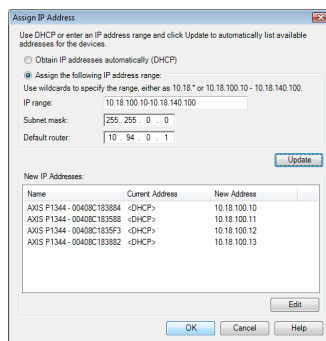 Assign IP Address
Use DHCP or enter an IP address range and click Update to automatically list available
addresses for the devices.
Obtain IP addresses automatically (DHCP)
Assign the following IP address range:
Use wildcards to specify the range, either as 10.18.* or 10.18.100.10 - 10.18.140.100.
IP range: 10.18.100.10-10.18.140.100
Subnet mask: 255 . 255 . 0 . 0
Default router: 10 . 94 . 0 . 1
Update
New IP Addresses:
Name Current Address New Address
AXIS P1344 - 00408C183884 <DHCP> 10.18.100.10
AXIS P1344 - 00408C183588 <DHCP> 10.18.100.11
AXIS P1344 - 00408C1835F3 <DHCP> 10.18.100.12
AXIS P1344 - 00408C183882 <DHCP> 10.18.100.13
Edit
OK Cancel Help